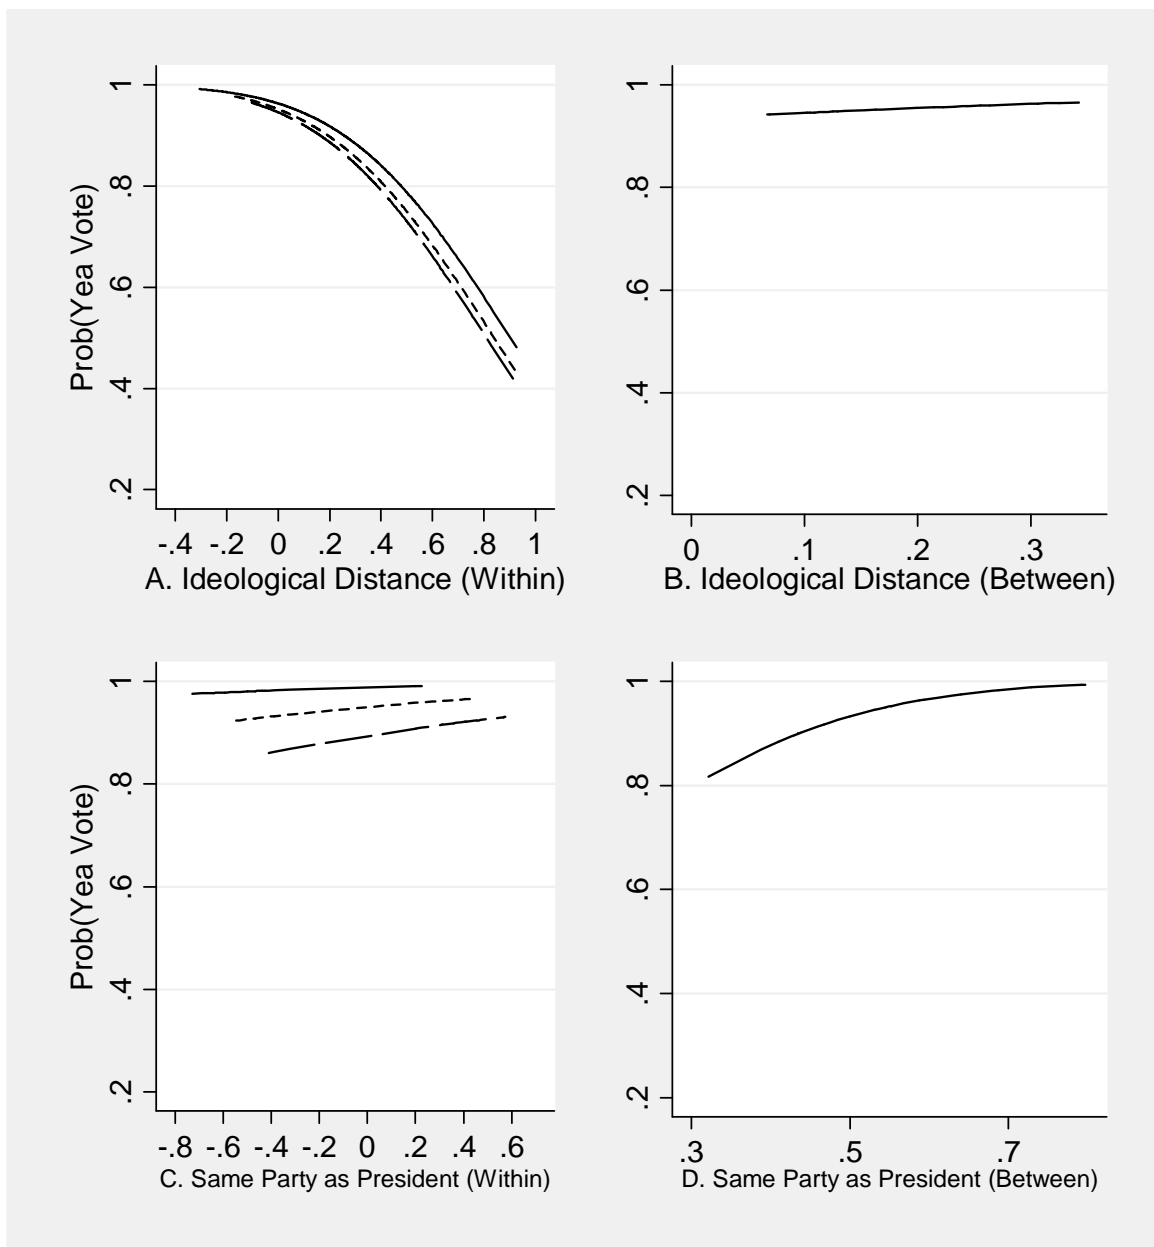 Prob(Yea Vote)
1
.8
.6
.4
.2
-.4 -.2 0 .2 .4 .6 .8 1
A. Ideological Distance (Within)
1
.8
.6
.4
.2
0 .1 .2 .3
B. Ideological Distance (Between)
Prob(Yea Vote)
1
.8
.6
.4
.2
-.8 -.6 -.4 -.2 0 .2 .4 .6
C. Same Party as President (Within)
1
.8
.6
.4
.2
.3 .5 .7
D. Same Party as President (Between)